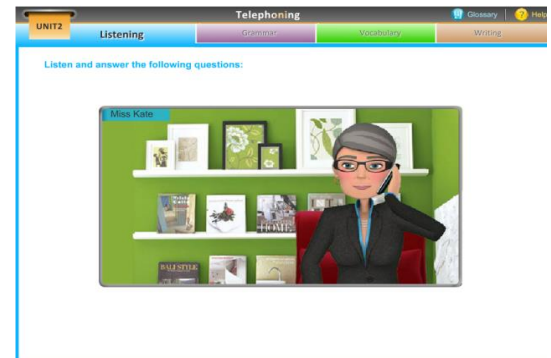 Telephoning
Glossary
Help
UNIT2
Listening
Grammar
Vocabulary
Writing
Listen and answer the following questions:
Miss Kate
HOME
BALI STYLE